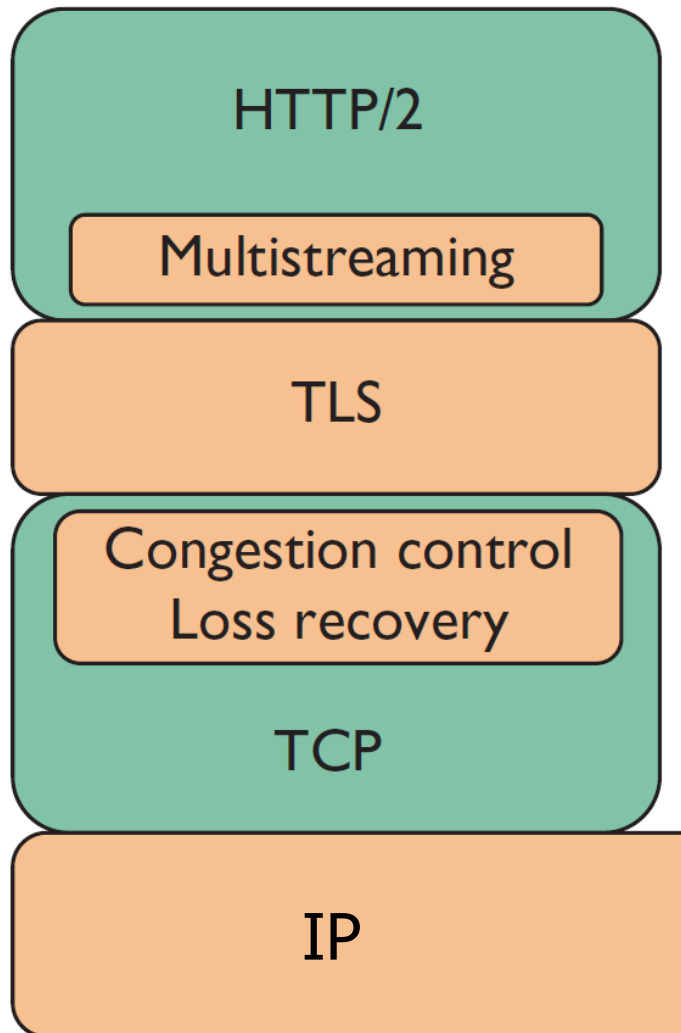 HTTP/2
Multistreaming
TLS
Congestion control
Loss recovery
TCP
IP